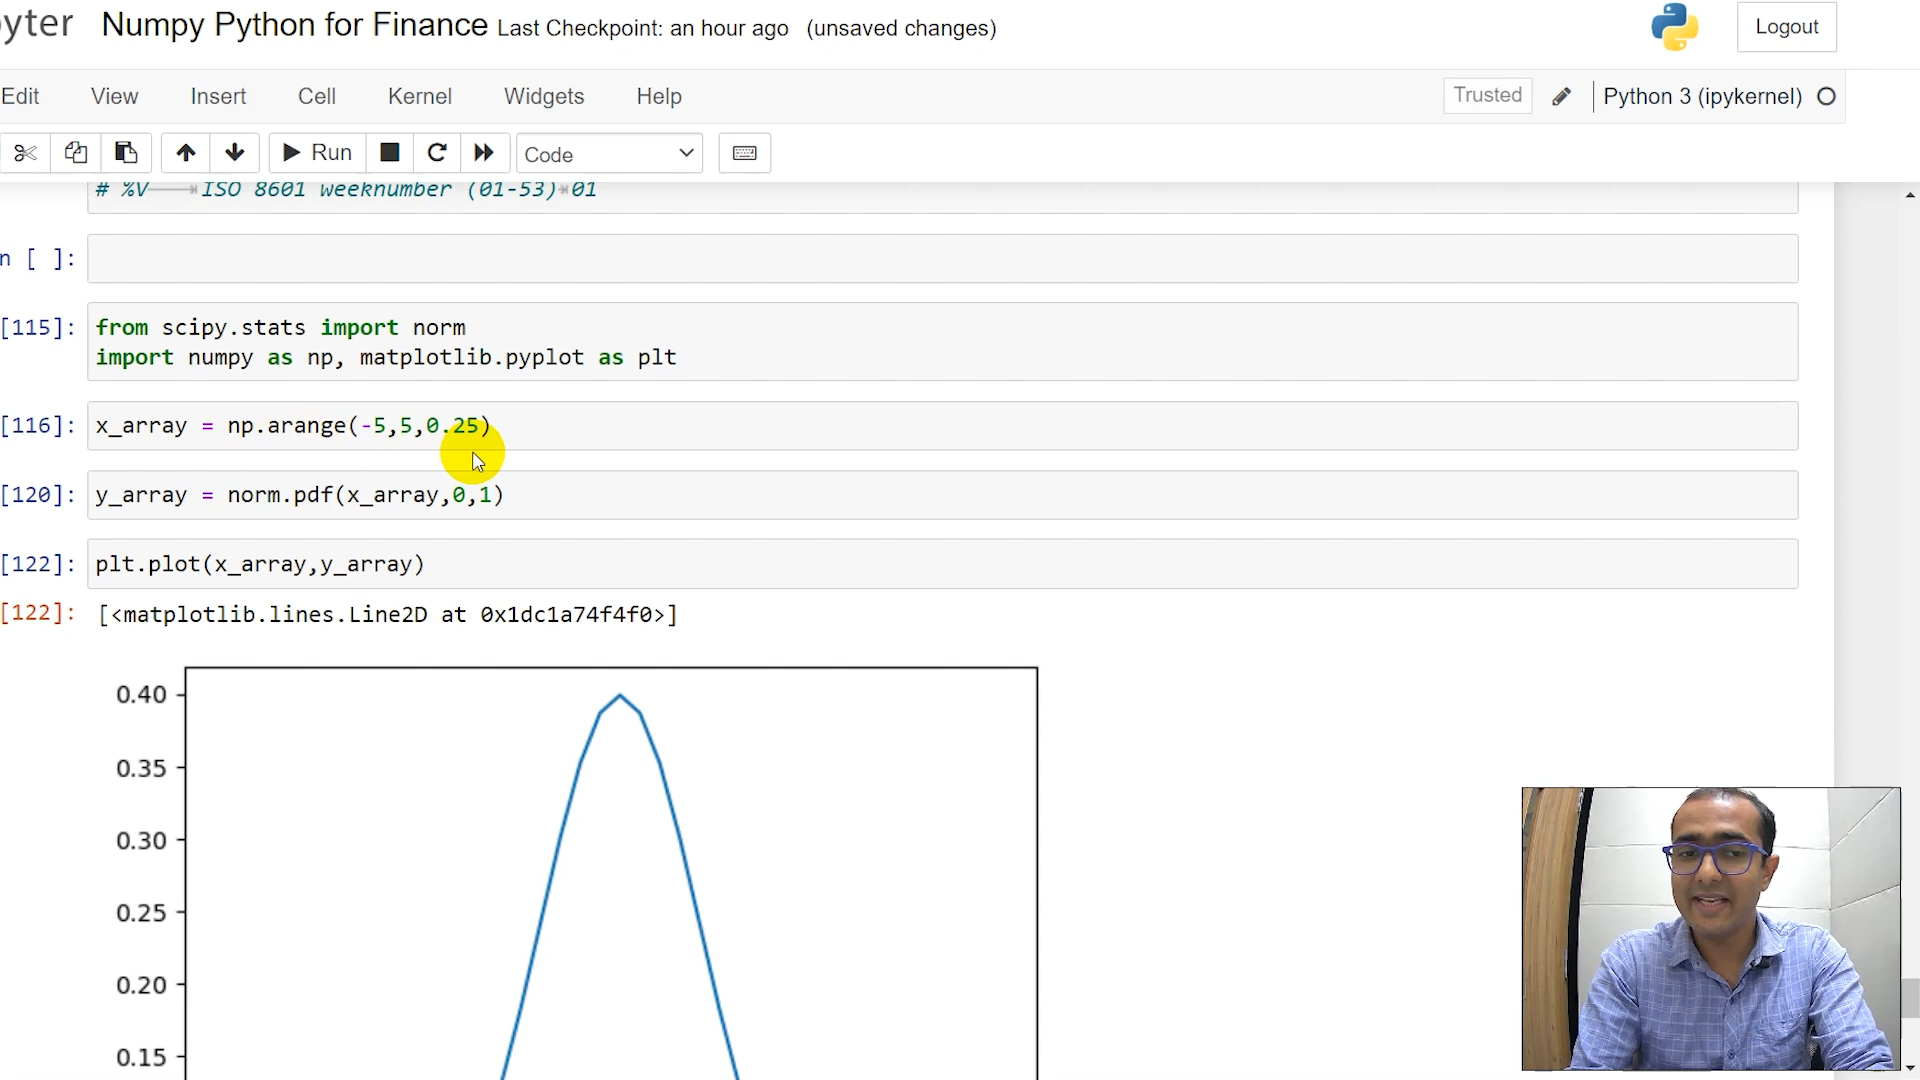 yter Numpy Python for Finance Last Checkpoint: an hour ago (unsaved changes) Logout
Edit View Insert Cell Kernel Widgets Help Trusted Python 3 (ipykernel)
Run Code
# %V ISO 8601 weeknumber (01-53) 01
n [ ]:
[115]: from scipy.stats import norm
import numpy as np, matplotlib.pyplot as plt
[116]: x_array = np.arange(-5,5,0.25)
[120]: y_array = norm.pdf(x_array,0,1)
[122]: plt.plot(x_array,y_array)
[122]: [<matplotlib.lines.Line2D at 0x1dc1a74f4f0>]
0.40
0.35
0.30
0.25
0.20
0.15